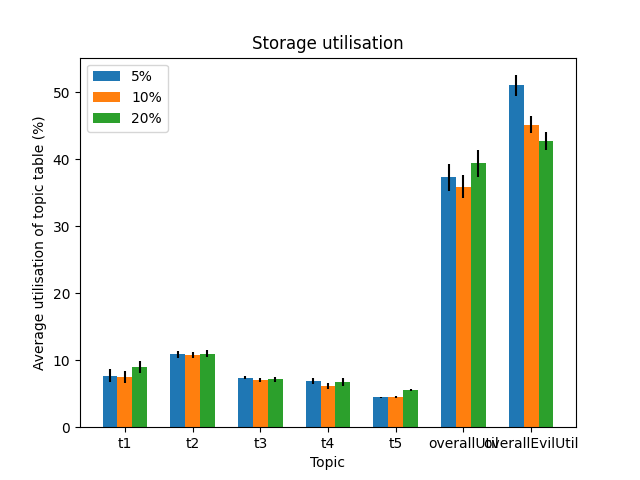 Storage utilisation
5%
10%
20%
Average utilisation of topic table (%)
50
40
30
20
10
0
t1 t2 t3 t4 t5 overallUtil overallEvilUtil
Topic